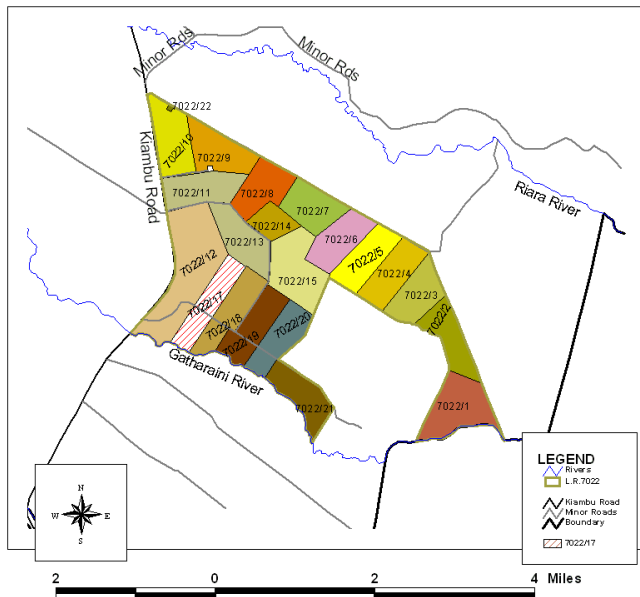 Minor Rds
Minor Rds
7022/22
Kiambu Road
7022/10
7022/9
7022/11
7022/8
7022/7
7022/14
7022/6
7022/13
7022/12
7022/5
7022/4
7022/15
7022/3
7022/17
7022/2
7022/18
7022/20
7022/19
Riara River
Gatharaini River
7022/21
7022/1
N
W E
S
LEGEND
Rivers
L.R.7022
Kiambu Road
Minor Roads
Boundary
7022/17
2 0 2 4 Miles